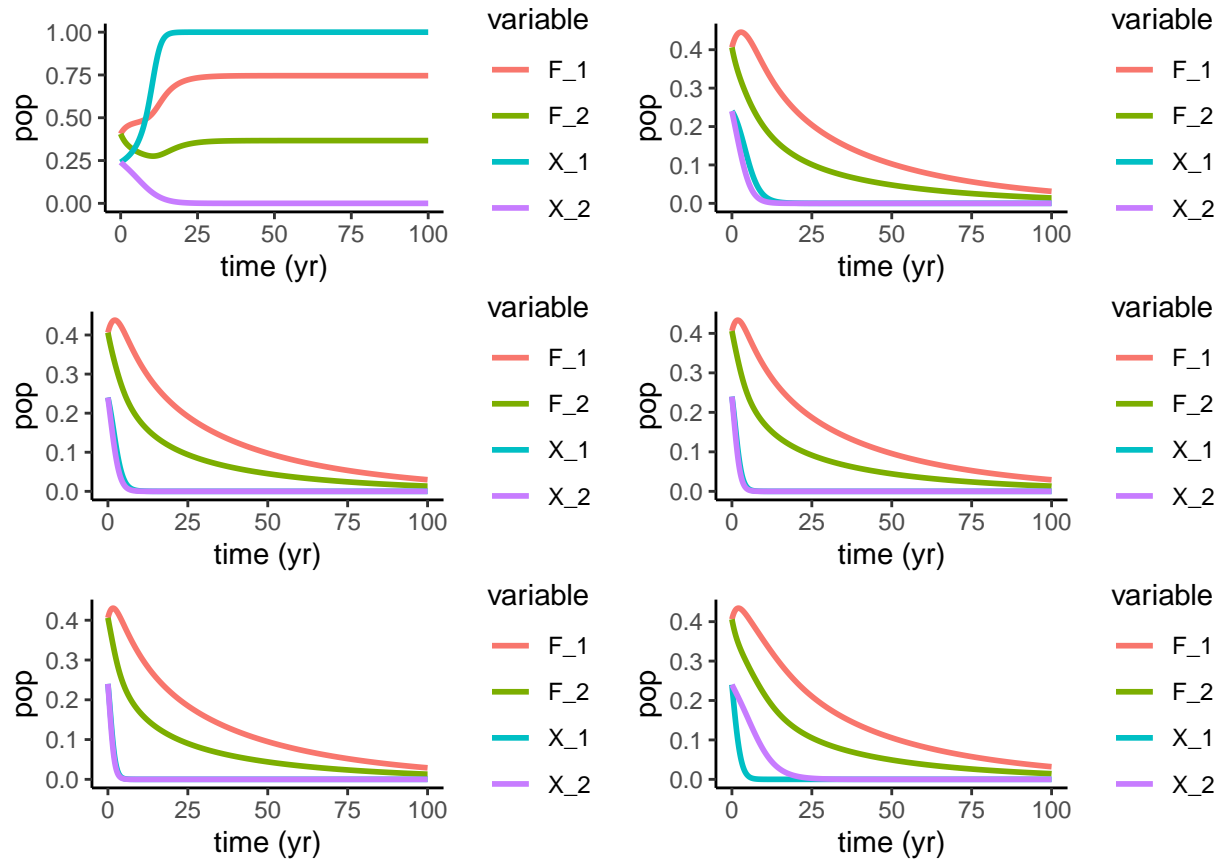 variable
1.00
0.75
0.50
0.25
0.00
pop
0 25 50 75 100
time (yr)
F_1
F_2
X_1
X_2
variable
0.4
0.3
0.2
0.1
0.0
pop
0 25 50 75 100
time (yr)
F_1
F_2
X_1
X_2
variable
0.4
0.3
0.2
0.1
0.0
pop
0 25 50 75 100
time (yr)
F_1
F_2
X_1
X_2
variable
0.4
0.3
0.2
0.1
0.0
pop
0 25 50 75 100
time (yr)
F_1
F_2
X_1
X_2
variable
0.4
0.3
0.2
0.1
0.0
pop
0 25 50 75 100
time (yr)
F_1
F_2
X_1
X_2
variable
0.4
0.3
0.2
0.1
0.0
pop
0 25 50 75 100
time (yr)
F_1
F_2
X_1
X_2